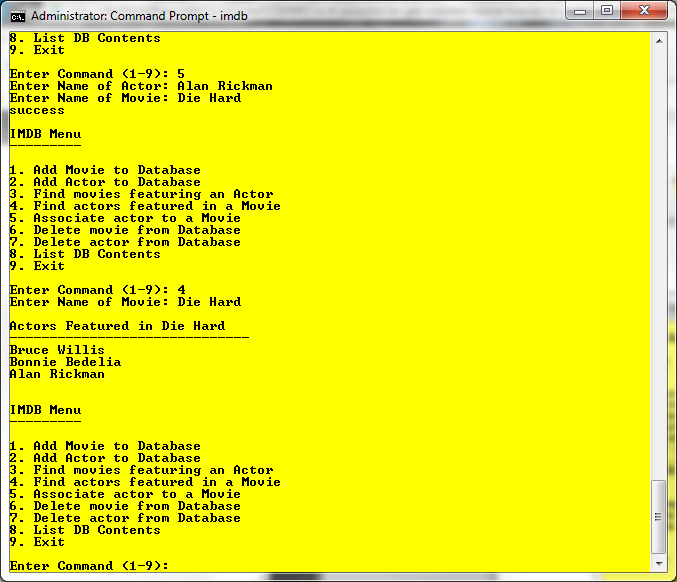 Administrator: Command Prompt - imdb
8. List DB Contents
9. Exit
Enter Command (1-9): 5
Enter Name of Actor: Alan Rickman
Enter Name of Movie: Die Hard
success
IMDB Menu
---------
1. Add Movie to Database
2. Add Actor to Database
3. Find movies featuring an Actor
4. Find actors featured in a Movie
5. Associate actor to a Movie
6. Delete movie from Database
7. Delete actor from Database
8. List DB Contents
9. Exit
Enter Command (1-9): 4
Enter Name of Movie: Die Hard
Actors Featured in Die Hard
------------------------------
Bruce Willis
Bonnie Bedelia
Alan Rickman
IMDB Menu
---------
1. Add Movie to Database
2. Add Actor to Database
3. Find movies featuring an Actor
4. Find actors featured in a Movie
5. Associate actor to a Movie
6. Delete movie from Database
7. Delete actor from Database
8. List DB Contents
9. Exit
Enter Command (1-9):